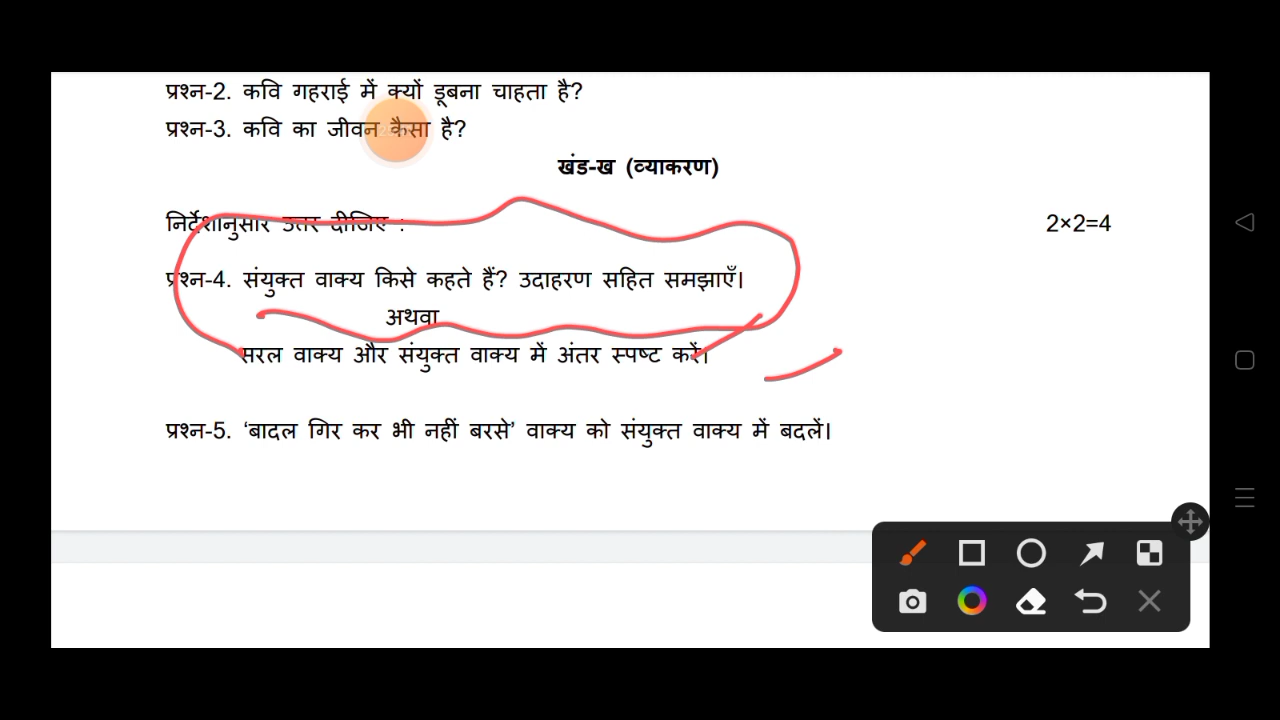 प्रश्न-2. कवि गहराई में क्यों डूबना चाहता है?
प्रश्न-3. कवि का जीवन कैसा है?
खंड-ख (व्याकरण)
निर्देशानुसार उत्तर दीजिए : 2×2=4
प्रश्न-4. संयुक्त वाक्य किसे कहते हैं? उदाहरण सहित समझाएँ।
अथवा
सरल वाक्य और संयुक्त वाक्य में अंतर स्पष्ट करें।
प्रश्न-5. ‘बादल गिर कर भी नहीं बरसे’ वाक्य को संयुक्त वाक्य में बदलें।